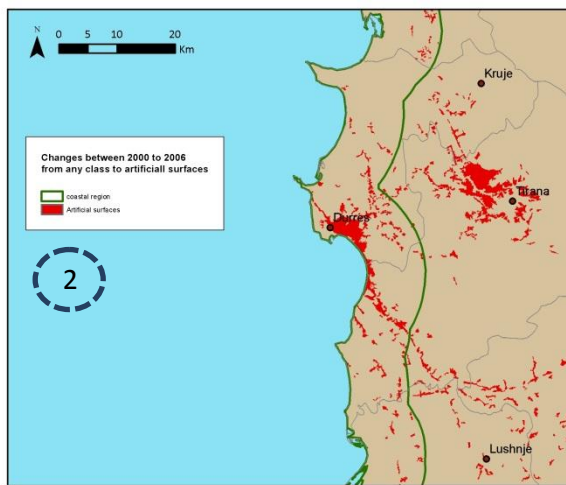 N
0 5 10 20
Km
Kruje
Changes between 2000 to 2006
from any class to artificiall surfaces
coastal region
Artificial surfaces
Tirana
Durres
2
Lushnje